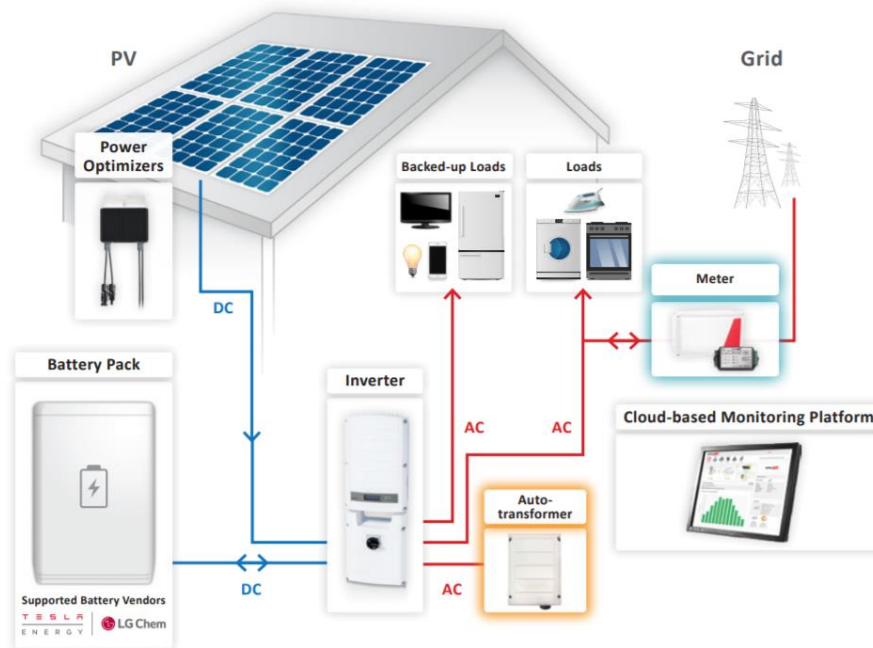 PV
Grid
Power
Optimizers
Backed-up Loads
Loads
DC
Meter
Battery Pack
Inverter
AC
AC
Cloud-based Monitoring Platform
Auto-
transformer
DC
AC
Supported Battery Vendors
TESLA
ENERGY
LG Chem